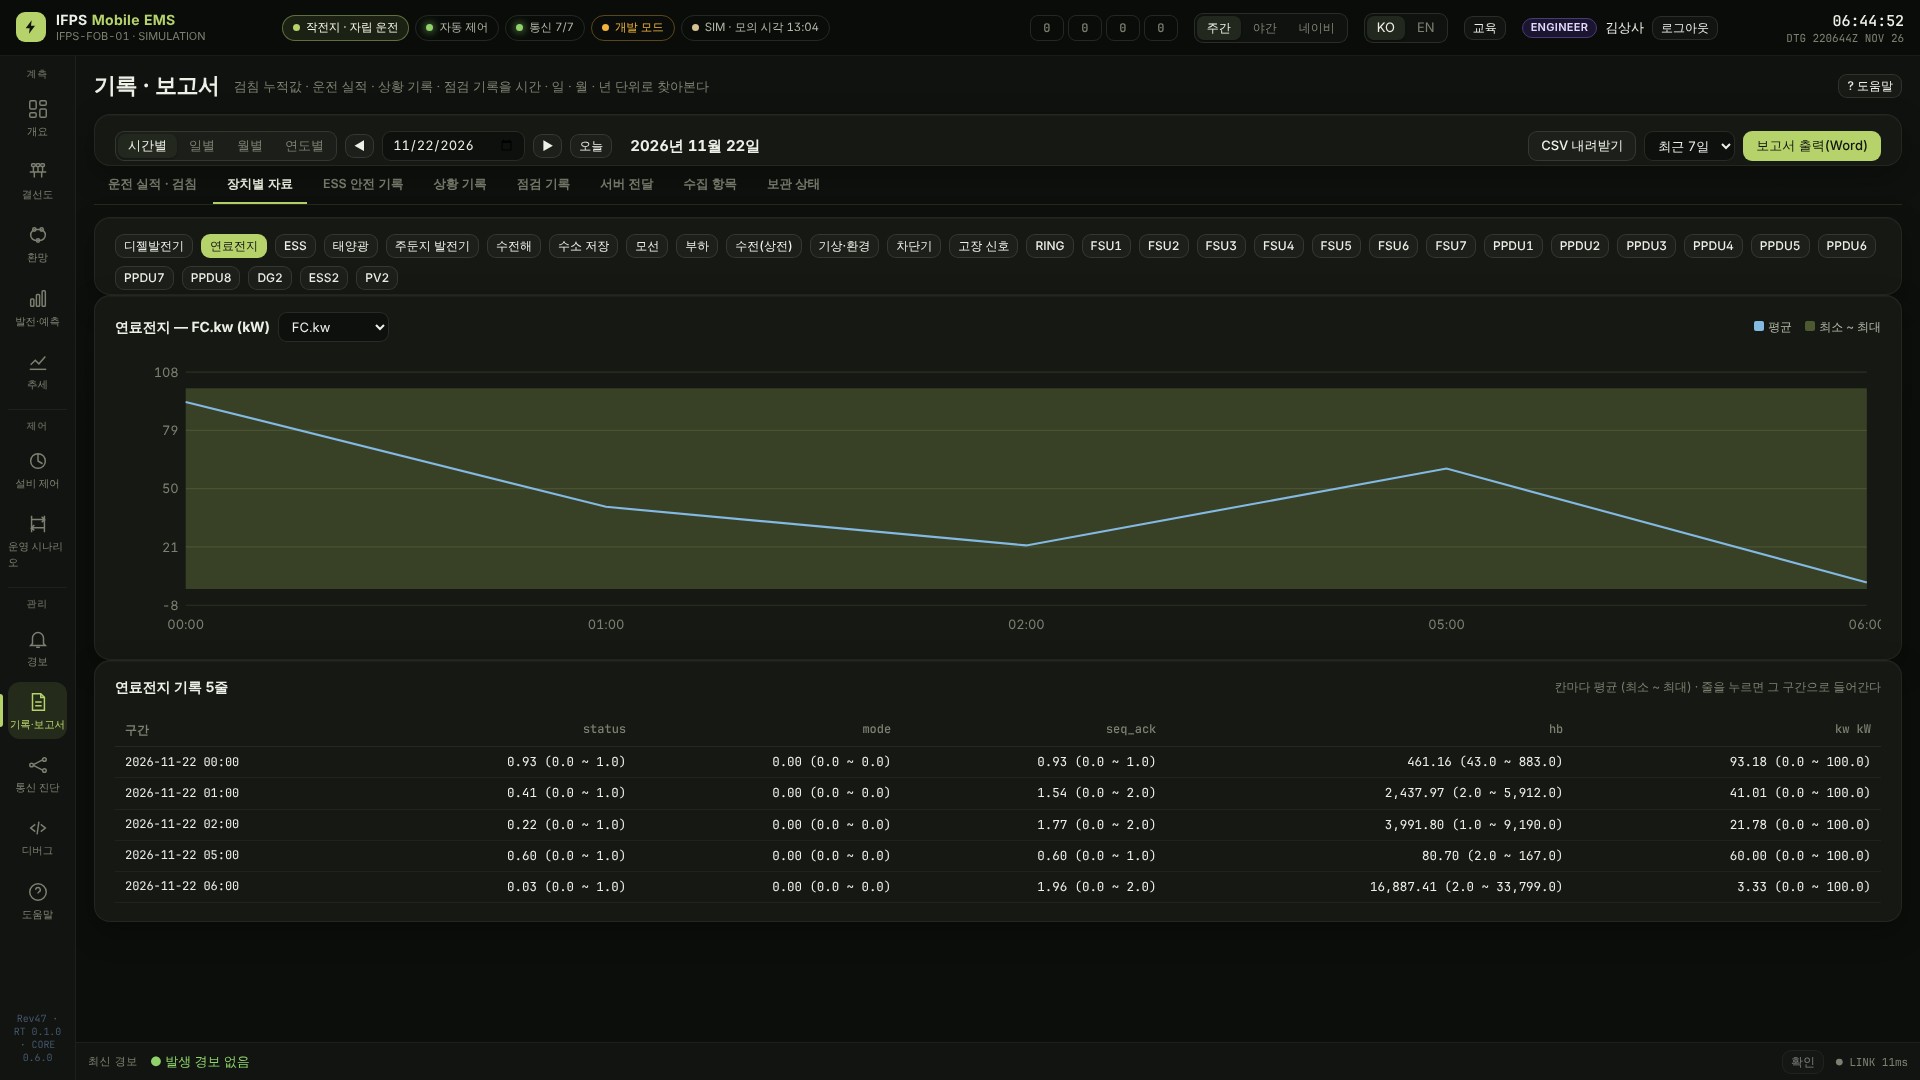 IFPS Mobile EMS
IFPS-FOB-01 · SIMULATION
작전지 · 자립 운전
자동 제어
통신 7/7
개발 모드
SIM · 모의 시각 13:04
0 0 0 0
주간 야간 네이비
KO EN
교육
ENGINEER 김상사 로그아웃
06:44:52
DTG 220644Z NOV 26
계측
개요
결선도
환망
발전·예측
추세
제어
설비 제어
운영 시나리
오
관리
경보
기록·보고서
통신 진단
디버그
도움말
Rev47 ·
RT 0.1.0
· CORE
0.6.0
기록 · 보고서 검침 누적값 · 운전 실적 · 상황 기록 · 점검 기록을 시간 · 일 · 월 · 년 단위로 찾아본다
? 도움말
시간별 일별 월별 연도별 ◀ 11/22/2026 ▶ 오늘 2026년 11월 22일
CSV 내려받기 최근 7일 보고서 출력(Word)
운전 실적 · 검침 장치별 자료 ESS 안전 기록 상황 기록 점검 기록 서버 전달 수집 항목 보관 상태
디젤발전기 연료전지 ESS 태양광 주둔지 발전기 수전해 수소 저장 모선 부하 수전(상전) 기상·환경 차단기 고장 신호 RING FSU1 FSU2 FSU3 FSU4 FSU5 FSU6 FSU7 PPDU1 PPDU2 PPDU3 PPDU4 PPDU5 PPDU6
PPDU7 PPDU8 DG2 ESS2 PV2
연료전지 — FC.kw (kW) FC.kw
평균 최소 ~ 최대
108
79
50
21
-8
00:00 01:00 02:00 05:00 06:00
연료전지 기록 5줄
칸마다 평균 (최소 ~ 최대) · 줄을 누르면 그 구간으로 들어간다
구간 status mode seq_ack hb kw kW
2026-11-22 00:00 0.93 (0.0 ~ 1.0) 0.00 (0.0 ~ 0.0) 0.93 (0.0 ~ 1.0) 461.16 (43.0 ~ 883.0) 93.18 (0.0 ~ 100.0)
2026-11-22 01:00 0.41 (0.0 ~ 1.0) 0.00 (0.0 ~ 0.0) 1.54 (0.0 ~ 2.0) 2,437.97 (2.0 ~ 5,912.0) 41.01 (0.0 ~ 100.0)
2026-11-22 02:00 0.22 (0.0 ~ 1.0) 0.00 (0.0 ~ 0.0) 1.77 (0.0 ~ 2.0) 3,991.80 (1.0 ~ 9,190.0) 21.78 (0.0 ~ 100.0)
2026-11-22 05:00 0.60 (0.0 ~ 1.0) 0.00 (0.0 ~ 0.0) 0.60 (0.0 ~ 1.0) 80.70 (2.0 ~ 167.0) 60.00 (0.0 ~ 100.0)
2026-11-22 06:00 0.03 (0.0 ~ 1.0) 0.00 (0.0 ~ 0.0) 1.96 (0.0 ~ 2.0) 16,887.41 (2.0 ~ 33,799.0) 3.33 (0.0 ~ 100.0)
최신 경보 발생 경보 없음
확인 LINK 11ms